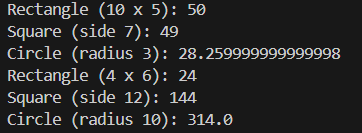 Rectangle (10 x 5): 50
Square (side 7): 49
Circle (radius 3): 28.259999999999998
Rectangle (4 x 6): 24
Square (side 12): 144
Circle (radius 10): 314.0